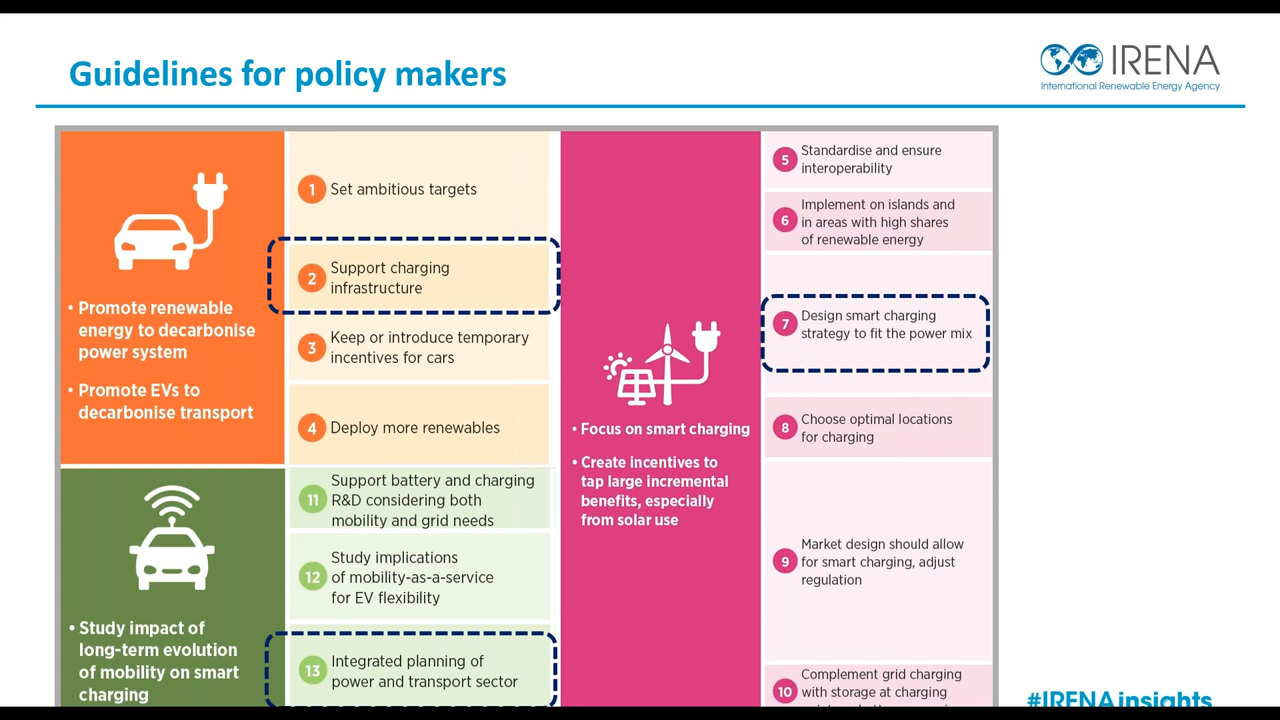 Guidelines for policy makers
IRENA
International Renewable Energy Agency
• Promote renewable
energy to decarbonise
power system
• Promote EVs to
decarbonise transport
1 Set ambitious targets
2 Support charging
infrastructure
3 Keep or introduce temporary
incentives for cars
4 Deploy more renewables
• Study impact of
long-term evolution
of mobility on smart
charging
11 Support battery and charging
R&D considering both
mobility and grid needs
12 Study implications
of mobility-as-a-service
for EV flexibility
13 Integrated planning of
power and transport sector
• Focus on smart charging
• Create incentives to
tap large incremental
benefits, especially
from solar use
5 Standardise and ensure
interoperability
6 Implement on islands and
in areas with high shares
of renewable energy
7 Design smart charging
strategy to fit the power mix
8 Choose optimal locations
for charging
9 Market design should allow
for smart charging, adjust
regulation
10 Complement grid charging
with storage at charging
#IRENAinsights